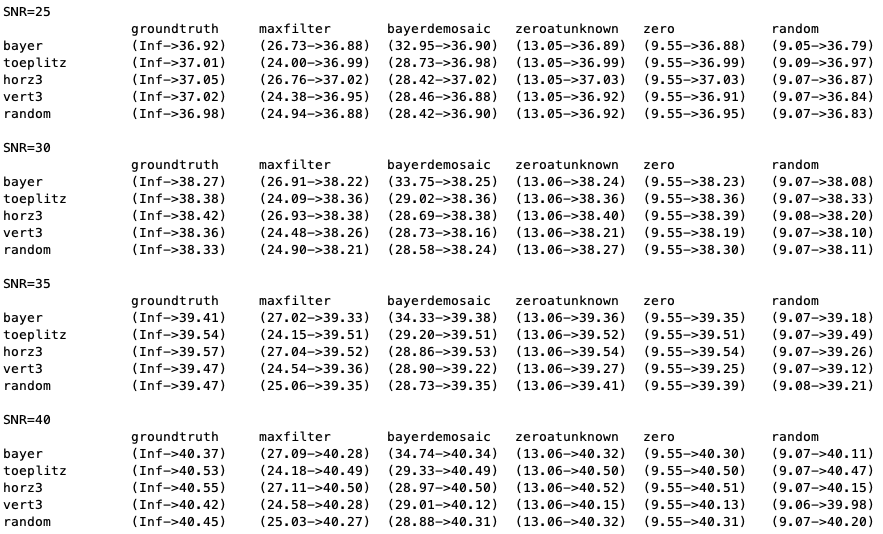 SNR=25
groundtruth maxfilter bayerdemosaic zeroatunknown zero random
bayer (Inf->36.92) (26.73->36.88) (32.95->36.90) (13.05->36.89) (9.55->36.88) (9.05->36.79)
toeplitz (Inf->37.01) (24.00->36.99) (28.73->36.98) (13.05->36.99) (9.55->36.99) (9.09->36.97)
horz3 (Inf->37.05) (26.76->37.02) (28.42->37.02) (13.05->37.03) (9.55->37.03) (9.07->36.87)
vert3 (Inf->37.02) (24.38->36.95) (28.46->36.88) (13.05->36.92) (9.55->36.91) (9.07->36.84)
random (Inf->36.98) (24.94->36.88) (28.42->36.90) (13.05->36.92) (9.55->36.95) (9.07->36.83)
SNR=30
groundtruth maxfilter bayerdemosaic zeroatunknown zero random
bayer (Inf->38.27) (26.91->38.22) (33.75->38.25) (13.06->38.24) (9.55->38.23) (9.07->38.08)
toeplitz (Inf->38.38) (24.09->38.36) (29.02->38.36) (13.06->38.36) (9.55->38.36) (9.07->38.33)
horz3 (Inf->38.42) (26.93->38.38) (28.69->38.38) (13.06->38.40) (9.55->38.39) (9.08->38.20)
vert3 (Inf->38.36) (24.48->38.26) (28.73->38.16) (13.06->38.21) (9.55->38.19) (9.07->38.10)
random (Inf->38.33) (24.90->38.21) (28.58->38.24) (13.06->38.27) (9.55->38.30) (9.07->38.11)
SNR=35
groundtruth maxfilter bayerdemosaic zeroatunknown zero random
bayer (Inf->39.41) (27.02->39.33) (34.33->39.38) (13.06->39.36) (9.55->39.35) (9.07->39.18)
toeplitz (Inf->39.54) (24.15->39.51) (29.20->39.51) (13.06->39.52) (9.55->39.51) (9.07->39.49)
horz3 (Inf->39.57) (27.04->39.52) (28.86->39.53) (13.06->39.54) (9.55->39.54) (9.07->39.26)
vert3 (Inf->39.47) (24.54->39.36) (28.90->39.22) (13.06->39.27) (9.55->39.25) (9.07->39.12)
random (Inf->39.47) (25.06->39.35) (28.73->39.35) (13.06->39.41) (9.55->39.39) (9.08->39.21)
SNR=40
groundtruth maxfilter bayerdemosaic zeroatunknown zero random
bayer (Inf->40.37) (27.09->40.28) (34.74->40.34) (13.06->40.32) (9.55->40.30) (9.07->40.11)
toeplitz (Inf->40.53) (24.18->40.49) (29.33->40.49) (13.06->40.50) (9.55->40.50) (9.07->40.47)
horz3 (Inf->40.55) (27.11->40.50) (28.97->40.50) (13.06->40.52) (9.55->40.51) (9.07->40.15)
vert3 (Inf->40.42) (24.58->40.28) (29.01->40.12) (13.06->40.15) (9.55->40.13) (9.06->39.98)
random (Inf->40.45) (25.03->40.27) (28.88->40.31) (13.06->40.32) (9.55->40.31) (9.07->40.20)